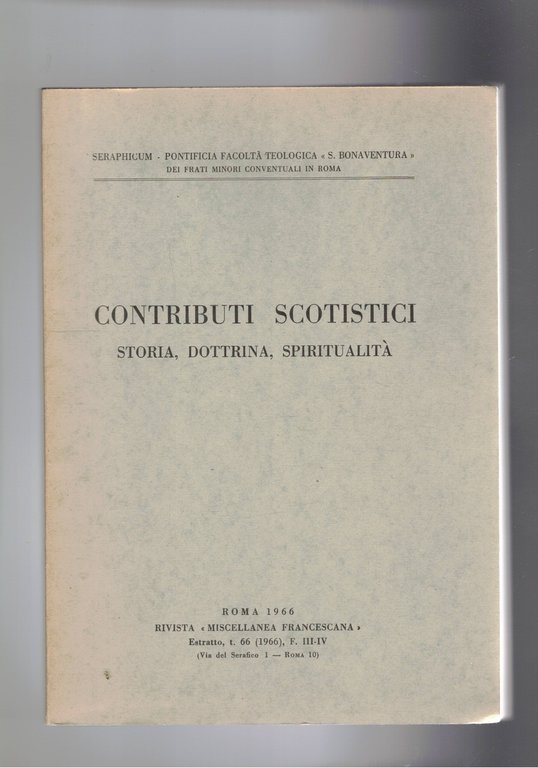 SERAPHICUM - PONTIFICIA FACOLTÀ TEOLOGICA « S. BONAVENTURA »
DEI FRATI MINORI CONVENTUALI IN ROMA
CONTRIBUTI SCOTISTICI
STORIA, DOTTRINA, SPIRITUALITÀ
ROMA 1966
RIVISTA « MISCELLANEA FRANCESCANA »
Estratto, t. 66 (1966), F. III-IV
(Via del Serafico 1 — ROMA 10)